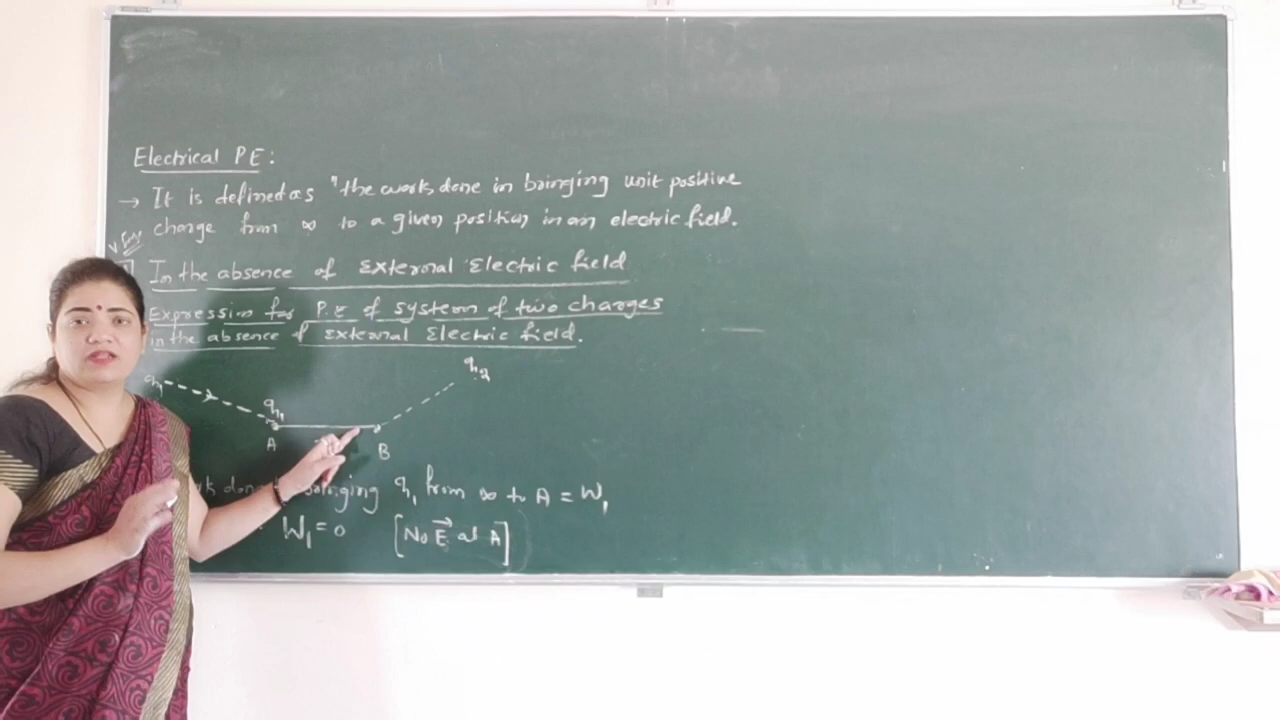 Electrical PE:
→ It is defined as "the work done in bringing unit positive
charge from ∞ to a given position in an electric field.
In the absence of External Electric field
Expression for P.E of system of two charges
in the absence of External Electric field.
q₂
q₁
q₁
A
B
q₁ from ∞ to A = W₁
W₁ = 0 [No E⃗ at A]